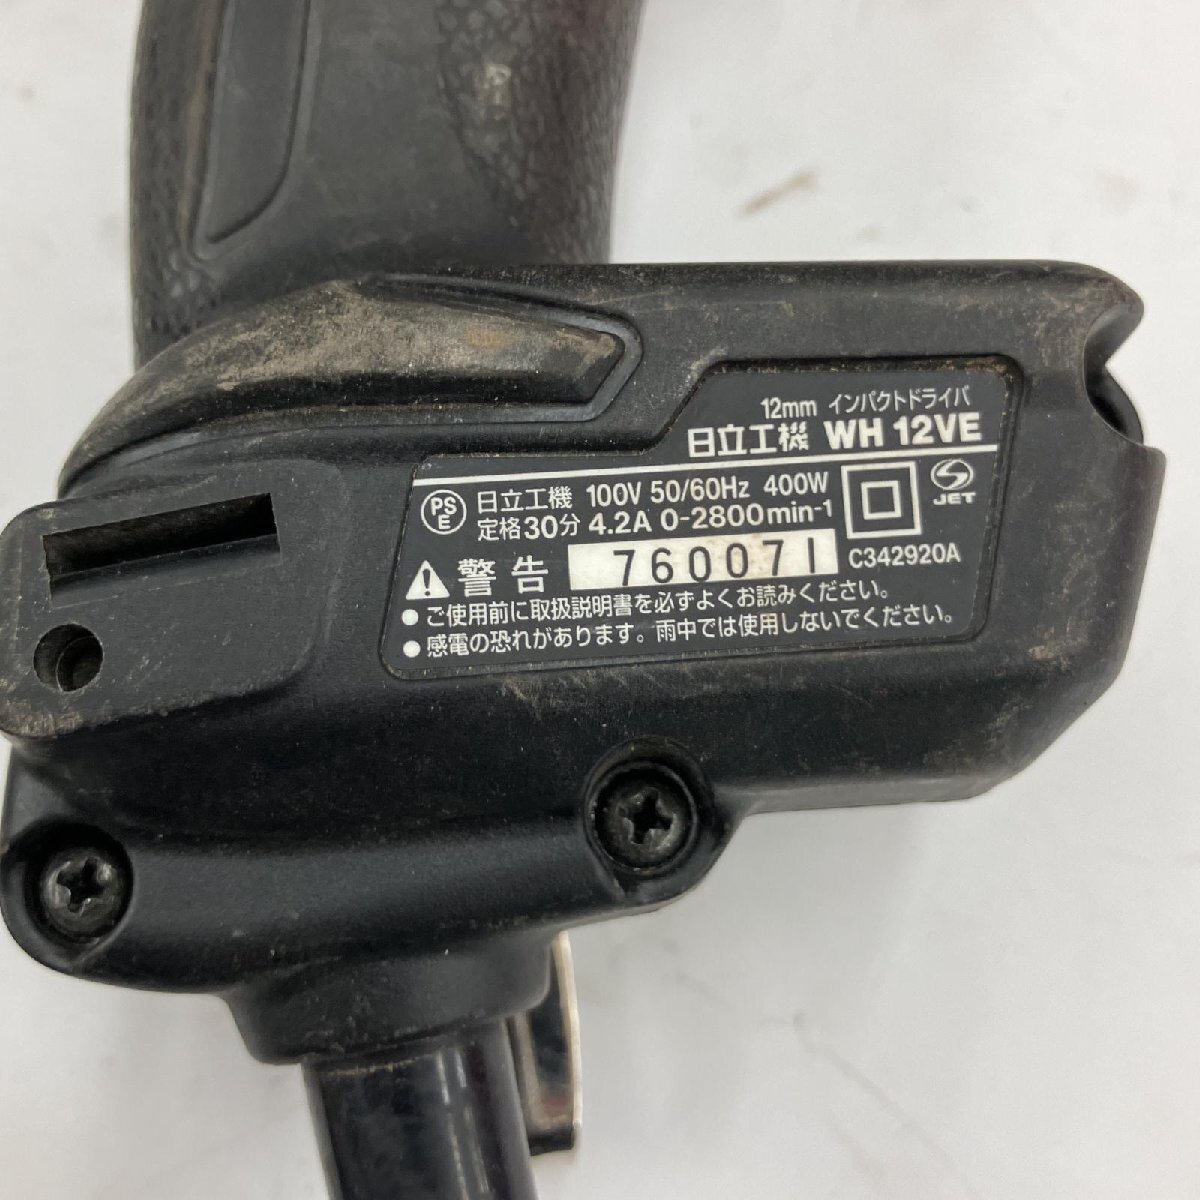 12mm インパクトドライバ
日立工機 WH 12VE
PS E 日立工機 100V 50/60Hz 400W
定格30分 4.2A 0-2800min-1
JET
警告 760071 C342920A
● ご使用前に取扱説明書を必ずよくお読みください。
● 感電の恐れがあります。雨中では使用しないでください。